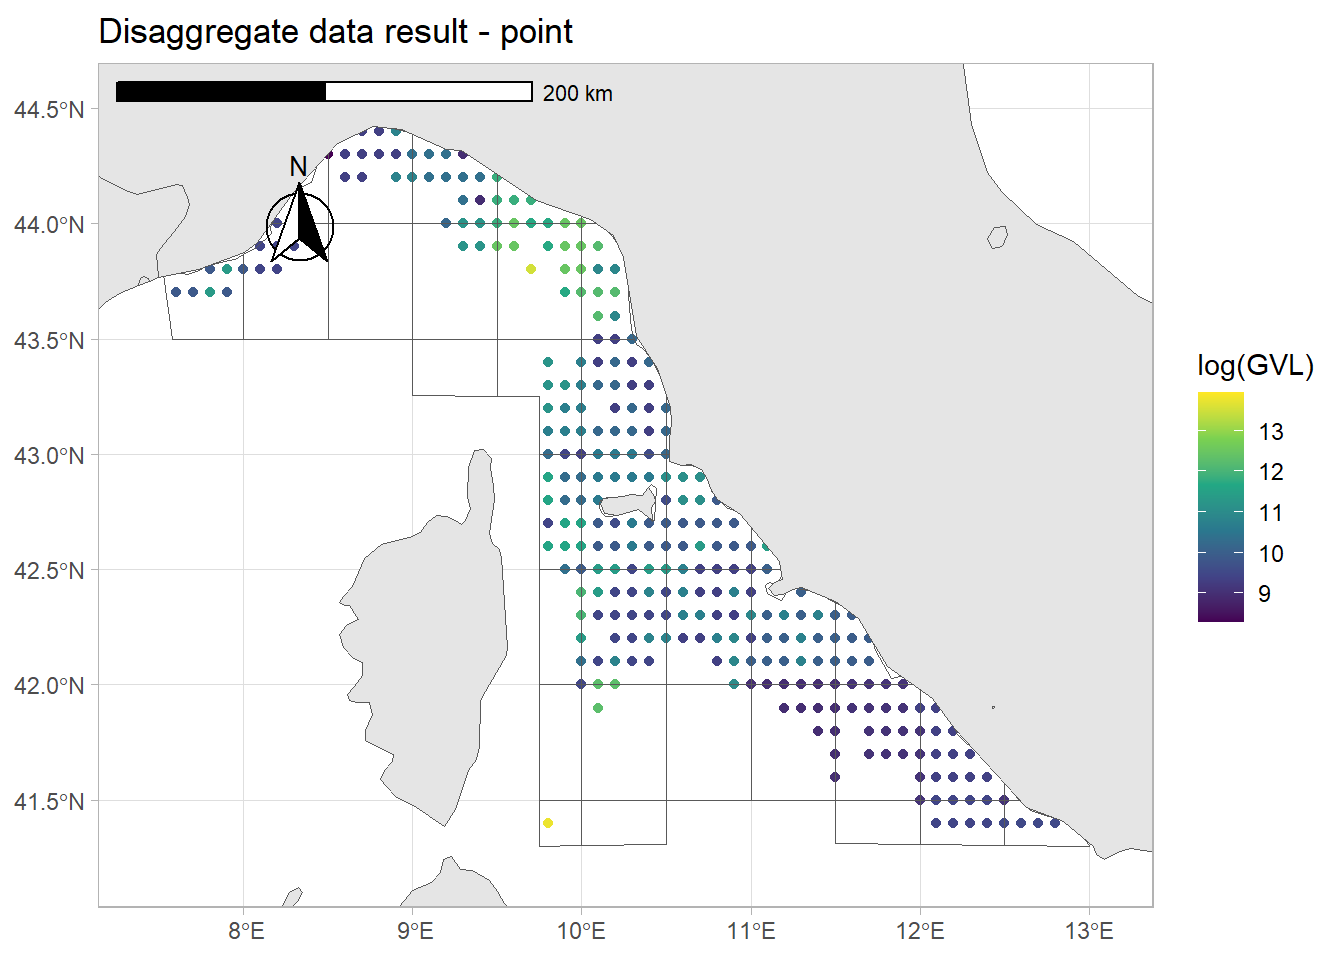 Disaggregate data result - point
200 km
N
44.5°N
44.0°N
43.5°N
43.0°N
42.5°N
42.0°N
41.5°N
8°E
9°E
10°E
11°E
12°E
13°E
log(GVL)
13
12
11
10
9